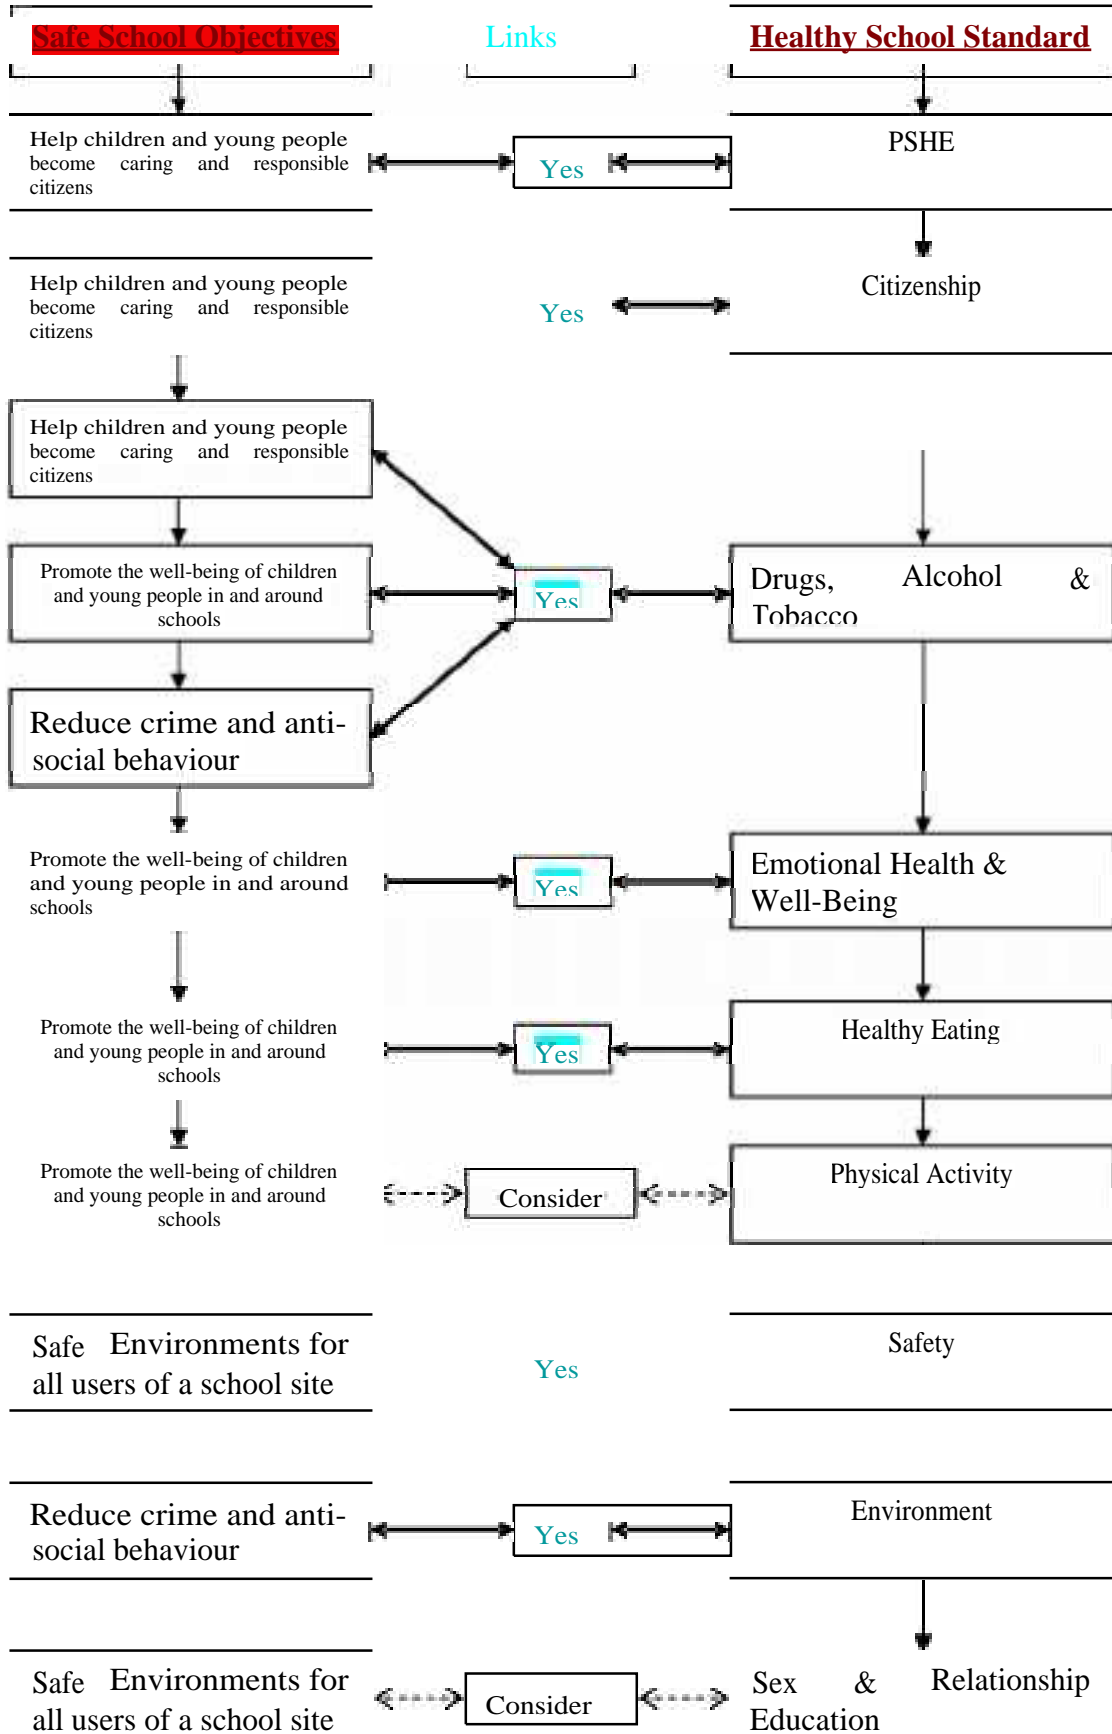 Safe School Objectives
Links
Healthy School Standard
Help children and young people
become caring and responsible
citizens
Yes
PSHE
Help children and young people
become caring and responsible
citizens
Yes
Citizenship
Help children and young people
become caring and responsible
citizens
Promote the well-being of children
and young people in and around
schools
Yes
Drugs, Alcohol &
Tobacco
Reduce crime and anti-
social behaviour
Promote the well-being of children
and young people in and around
schools
Yes
Emotional Health &
Well-Being
Promote the well-being of children
and young people in and around
schools
Yes
Healthy Eating
Promote the well-being of children
and young people in and around
schools
Consider
Physical Activity
Safe Environments for
all users of a school site
Yes
Safety
Reduce crime and anti-
social behaviour
Yes
Environment
Safe Environments for
all users of a school site
Consider
Sex & Relationship
Education